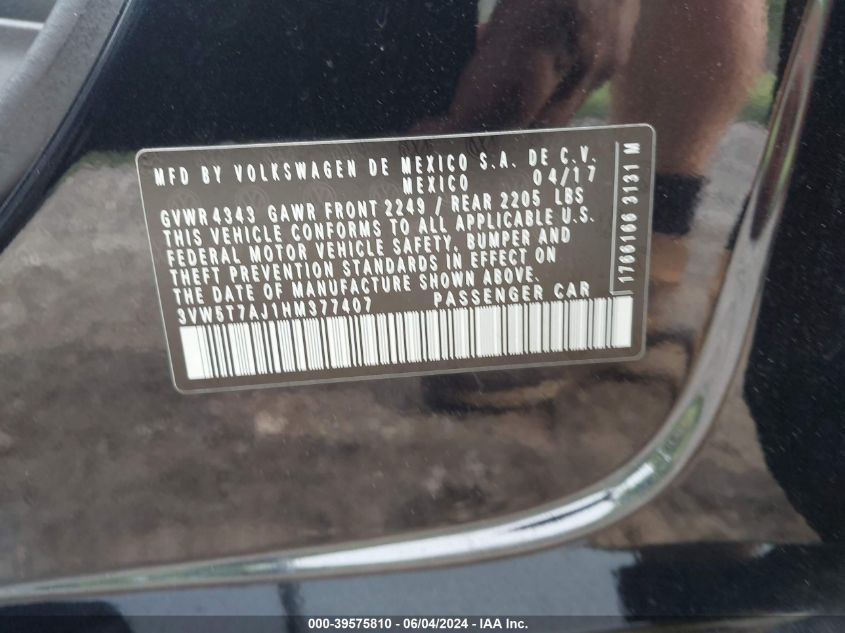 MFD BY VOLKSWAGEN DE MEXICO S.A. DE C.V.
MEXICO 04/17
GVWR 4343 GAWR FRONT 2249 / REAR 2205 LBS
THIS VEHICLE CONFORMS TO ALL APPLICABLE U.S.
FEDERAL MOTOR VEHICLE SAFETY, BUMPER AND
THEFT PREVENTION STANDARDS IN EFFECT ON
THE DATE OF MANUFACTURE SHOWN ABOVE.
3VW5T7AJ1HM377407 PASSENGER CAR
1766166 3131 M
000-39575810 - 06/04/2024 - IAA Inc.